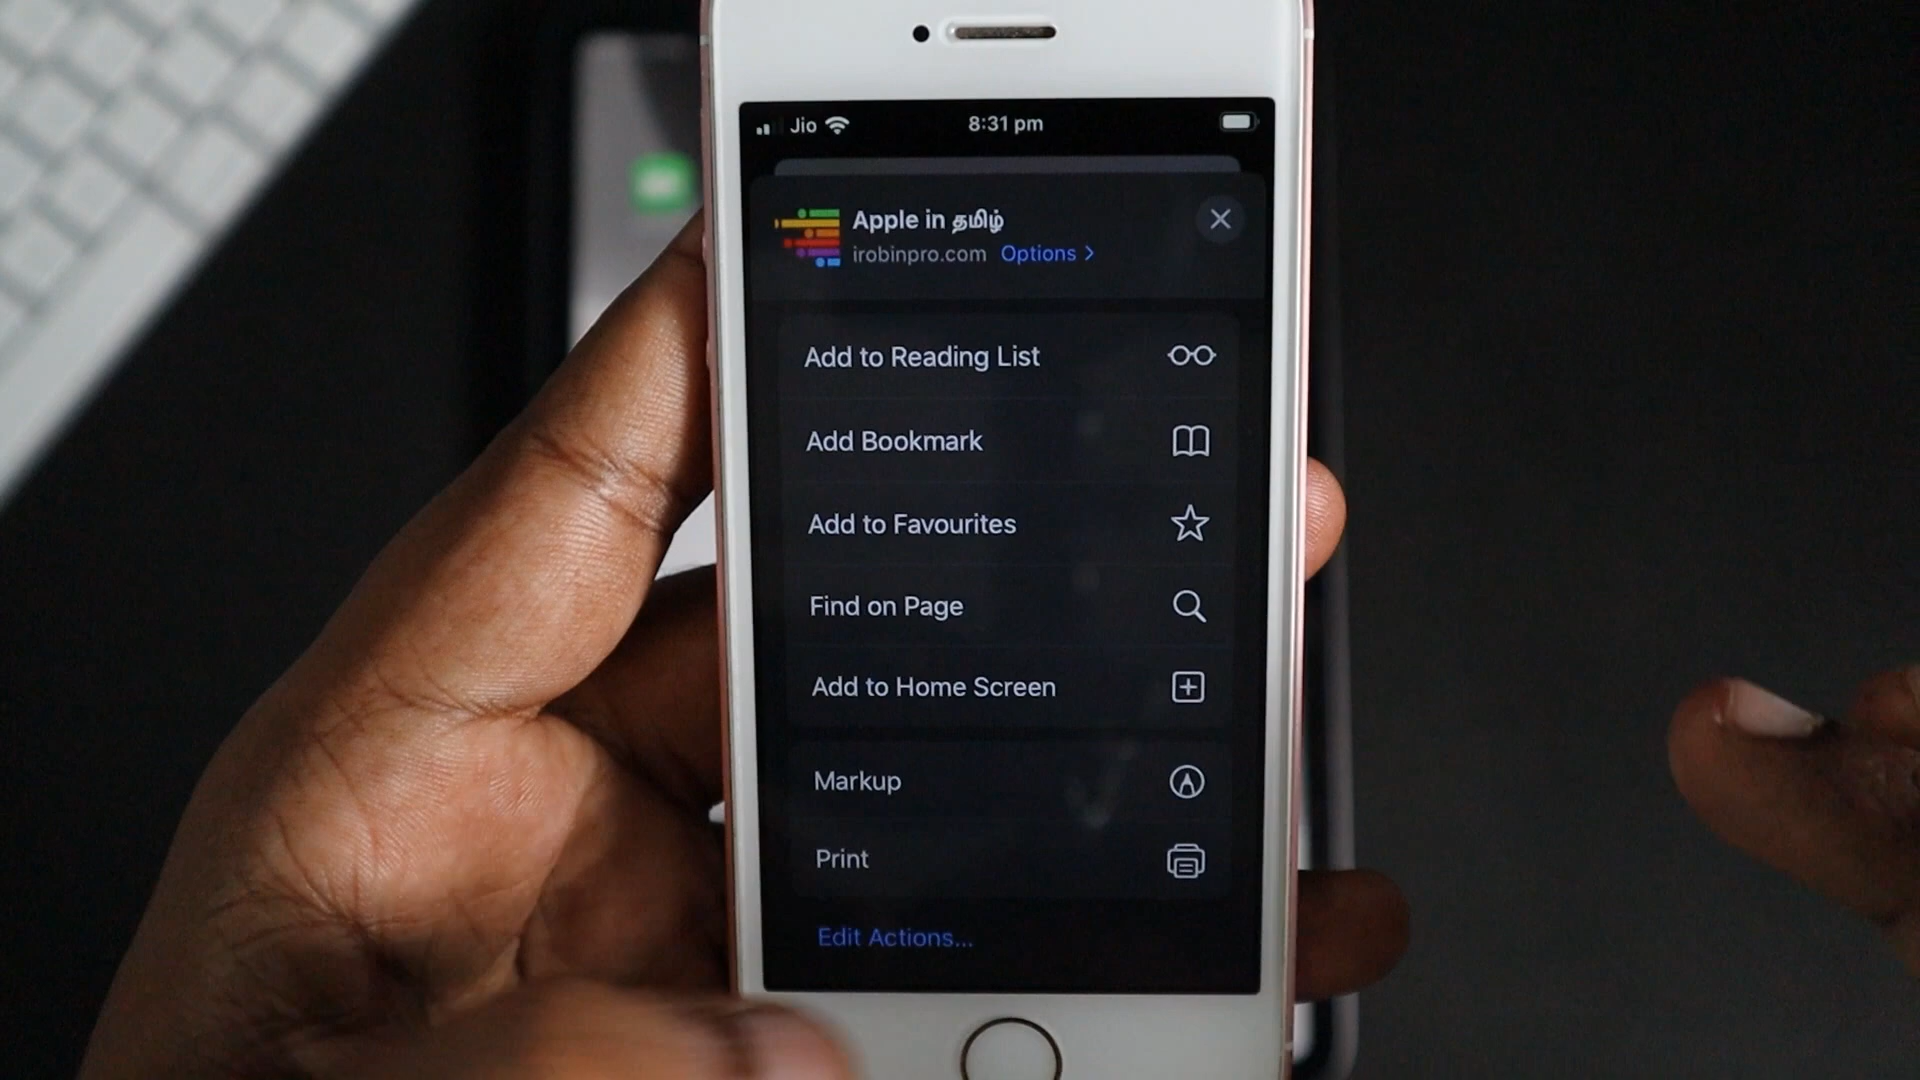 Jio 8:31 pm
Apple in தமிழ்
irobinpro.com Options >
Add to Reading List
Add Bookmark
Add to Favourites
Find on Page
Add to Home Screen
Markup
Print
Edit Actions...